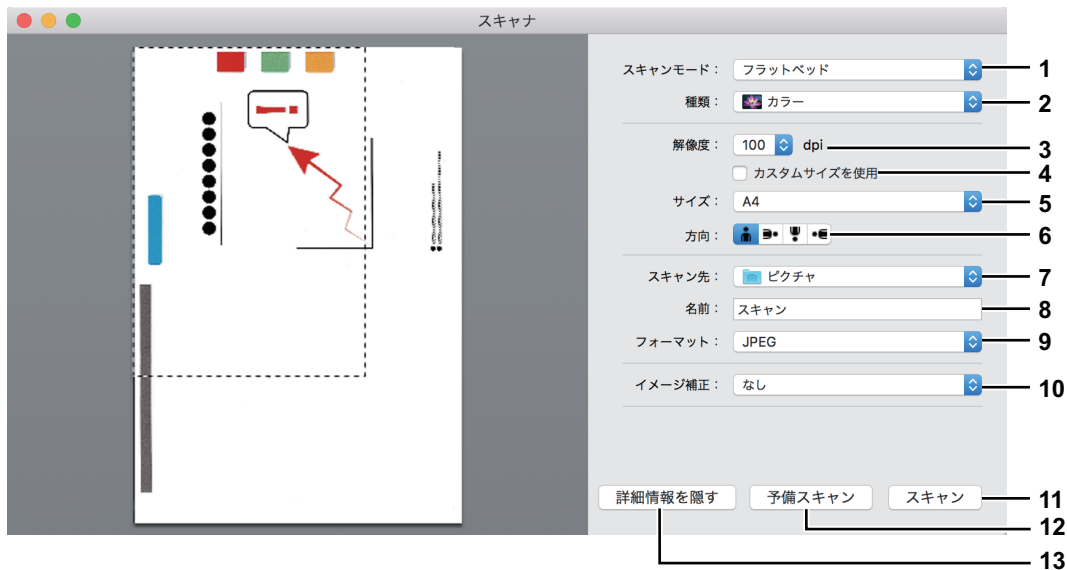 スキャナ
スキャンモード： フラットベッド 1
種類： カラー 2
解像度： 100 dpi 3
カスタムサイズを使用 4
サイズ： A4 5
方向： 6
スキャン先： ピクチャ 7
名前： スキャン 8
フォーマット： JPEG 9
イメージ補正： なし 10
詳細情報を隠す 予備スキャン スキャン 11
12
13